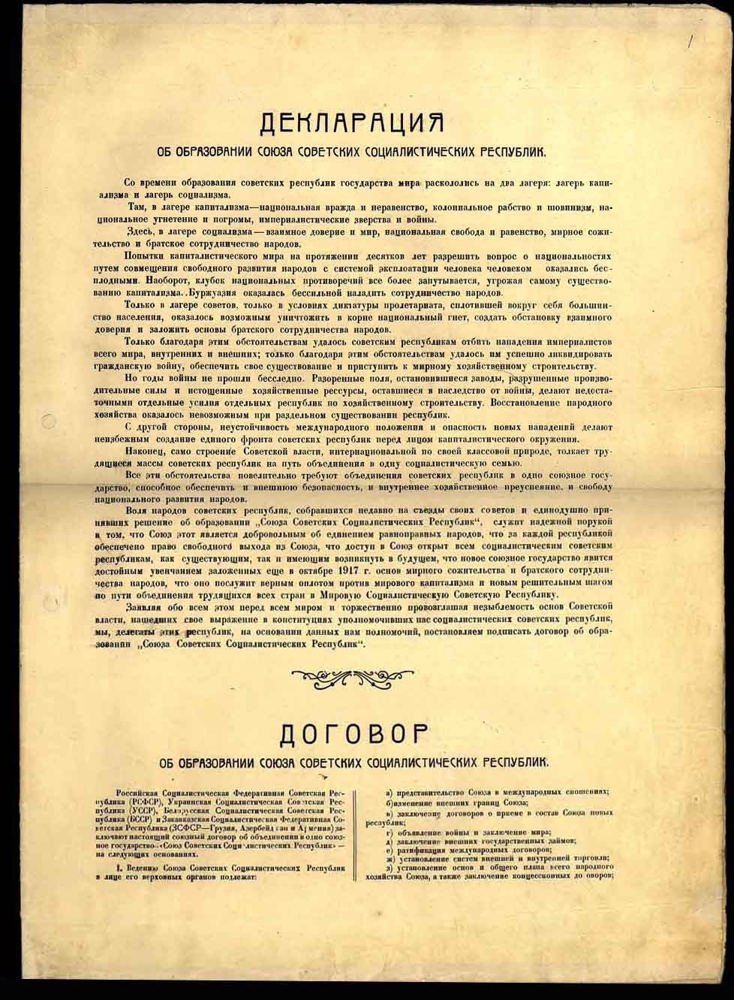 1
ДЕКЛАРАЦИЯ
ОБ ОБРАЗОВАНИИ СОЮЗА СОВЕТСКИХ СОЦИАЛИСТИЧЕСКИХ РЕСПУБЛИК.
Со времени образования советских республик государства мира раскололись на два лагеря: лагерь капи-
ализма и лагерь социализма.
Там, в лагере капитализма—национальная вражда и неравенство, колониальное рабство и шовинизм, на-
циональное угнетение и погромы, империалистические зверства и войны.
Здесь, в лагере социализма—взаимное доверие и мир, национальная свобода и равенство, мирное сожи-
тельство и братское сотрудничество народов.
Попытки капиталистического мира на протяжении десятков лет разрешить вопрос о национальностях
путем совмещения свободного развития народов с системой эксплоатации человека человеком оказались бес-
плодными. Наоборот, клубок национальных противоречий все более запутывается, угрожая самому существо-
ванию капитализма. Буржуазия оказалась бессильной наладить сотрудничество народов.
Только в лагере советов, только в условиях диктатуры пролетариата, сплотившей вокруг себя большин-
ство населения, оказалось возможным уничтожить в корне национальный гнет, создать обстановку взаимного
доверия и заложить основы братского сотрудничества народов.
Только благодаря этим обстоятельствам удалось советским республикам отбить нападения империалистов
всего мира, внутренних и внешних; только благодаря этим обстоятельствам удалось им успешно ликвидировать
гражданскую войну, обеспечить свое существование и приступить к мирному хозяйственному строительству.
Но годы войны не прошли бесследно. Разоренные поля, остановившиеся заводы, разрушенные произво-
дительные силы и истощенные хозяйственные рессурсы, оставшиеся в наследство от войны, делают недоста-
точными отдельные усилия отдельных республик по хозяйственному строительству. Восстановление народного
хозяйства оказалось невозможным при раздельном существовании республик.
С другой стороны, неустойчивость международного положения и опасность новых нападений делают
неизбежным создание единого фронта советских республик перед лицом капиталистического окружения.
Наконец, само строение Советской власти, интернациональной по своей классовой природе, толкает тру-
дящиеся массы советских республик на путь объединения в одну социалистическую семью.
Все эти обстоятельства повелительно требуют объединения советских республик в одно союзное госу-
дарство, способное обеспечить и внешнюю безопасность, и внутреннее хозяйственное преуспеяние, и свободу
национального развития народов.
Воля народов советских республик, собравшихся недавно на съезды своих советов и единодушно при-
нявших решение об образовании „Союза Советских Социалистических Республик“, служит надежной порукой
в том, что Союз этот является добровольным об единением равноправных народов, что за каждой республикой
обеспечено право свободного выхода из Союза, что доступ в Союз открыт всем социалистическим советским
республикам, как существующим, так и имеющим возникнуть в будущем, что новое союзное государство явится
достойным увенчанием заложенных еще в октябре 1917 г. основ мирного сожительства и братского сотрудни-
чества народов, что оно послужит верным оплотом против мирового капитализма и новым решительным шагом
по пути объединения трудящихся всех стран в Мировую Социалистическую Советскую Республику.
Заявляя обо всем этом перед всем миром и торжественно провозглашая незыблемость основ Советской
власти, нашедших свое выражение в конституциях уполномочивших нас социалистических советских республик,
мы, делегаты этих республик, на основании данных нам полномочий, постановляем подписать договор об обра-
зовании „Союза Советских Социалистических Республик“.
ДОГОВОР
ОБ ОБРАЗОВАНИИ СОЮЗА СОВЕТСКИХ СОЦИАЛИСТИЧЕСКИХ РЕСПУБЛИК.
Российская Социалистическая Федеративная Советская Рес-
публика (РСФСР), Украинская Социалистическая Советская Рес-
публика (УССР), Белорусская Социалистическая Советская Рес-
публика (БССР) и Закавказская Социалистическая Федеративная Со-
ветская Республика (ЗСФСР—Грузия, Азербейджан и Армения) за-
ключают настоящий союзный договор об объединении в одно союз-
ное государство—«Союз Советских Социалистических Республик» —
на следующих основаниях.
1. Ведению Союза Советских Социалистических Республик
в лице его верховных органов подлежат:
а) представительство Союза в международных сношениях;
б) изменение внешних границ Союза;
в) заключение договоров о приеме в состав Союза новых
республик;
г) объявление войны и заключение мира;
д) заключение внешних государственных займов;
е) ратификация международных договоров;
ж) установление систем внешней и внутренней торговли;
з) установление основ и общего плана всего народного
хозяйства Союза, а также заключение концессионных до оворов;